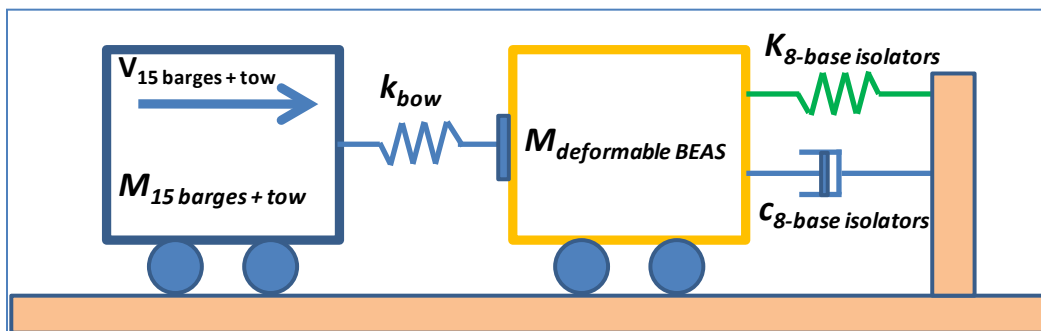 V15 barges + tow
M15 barges + tow
kbow
Mdeformable BEAS
K8-base isolators
c8-base isolators